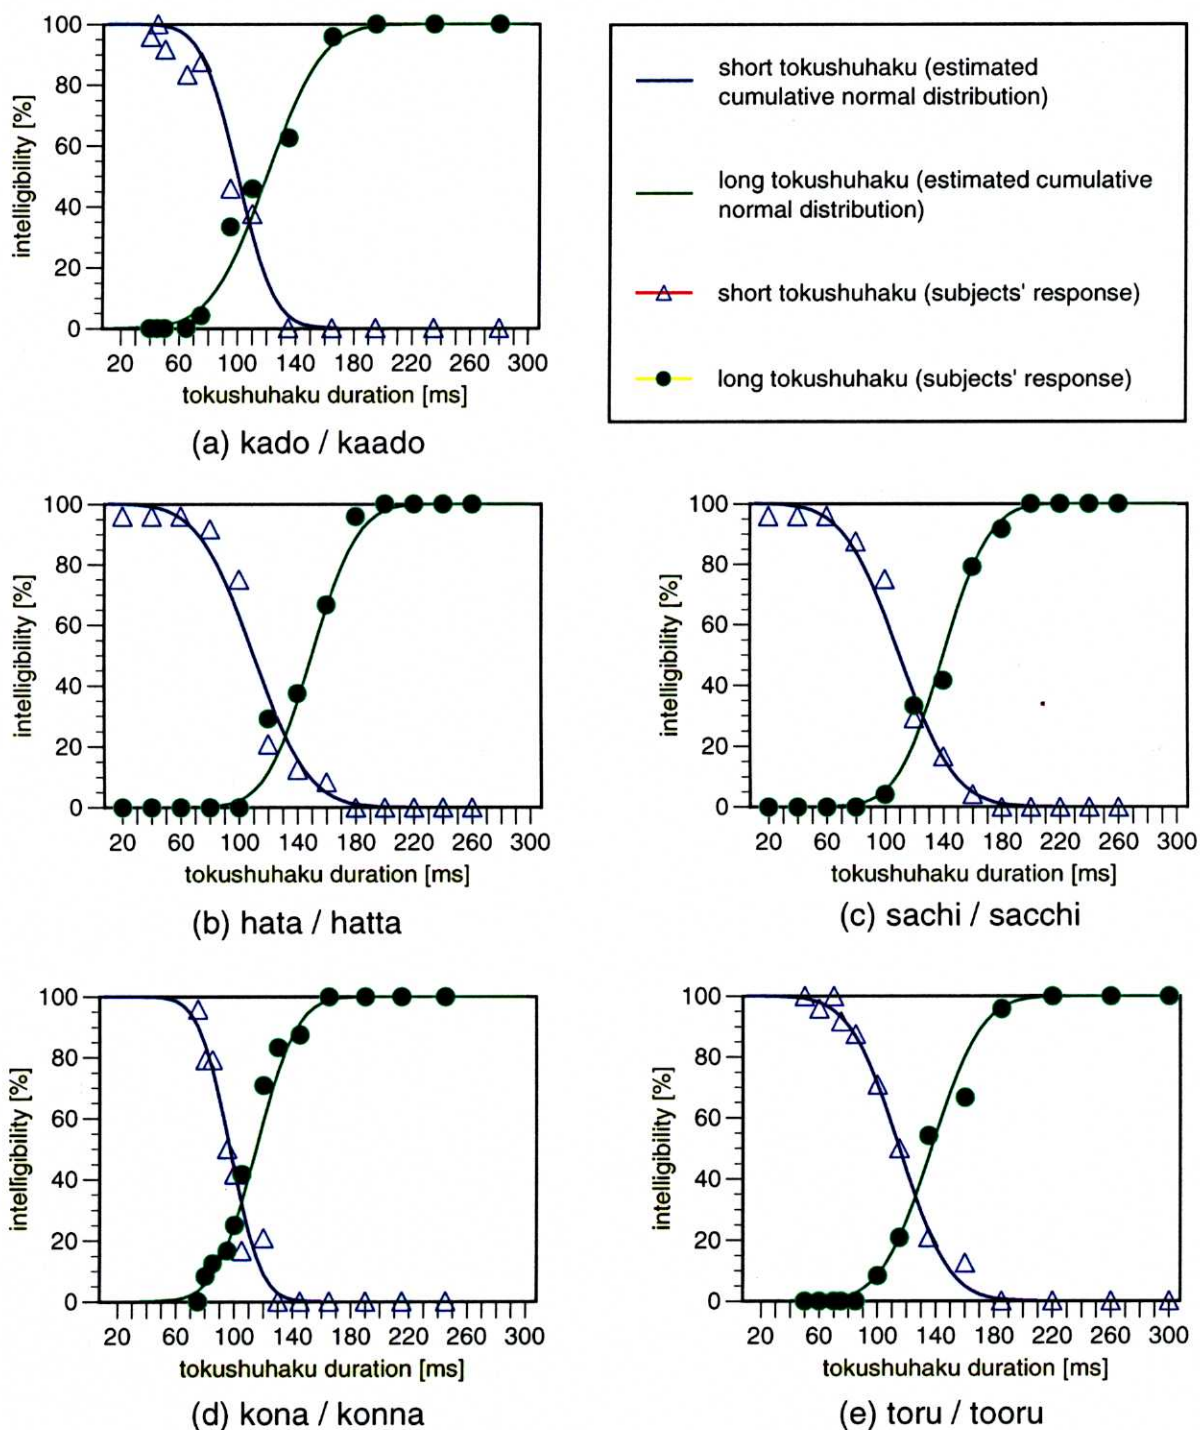 100
80
60
40
20
0
intelligibility [%]
20 60 100 140 180 220 260 300
tokushuhaku duration [ms]
(a) kado / kaado
short tokushuhaku (estimated
cumulative normal distribution)
long tokushuhaku (estimated cumulative
normal distribution)
short tokushuhaku (subjects' response)
long tokushuhaku (subjects' response)
100
80
60
40
20
0
intelligibility [%]
20 60 100 140 180 220 260 300
tokushuhaku duration [ms]
(b) hata / hatta
100
80
60
40
20
0
intelligibility [%]
20 60 100 140 180 220 260 300
tokushuhaku duration [ms]
(c) sachi / sacchi
100
80
60
40
20
0
intelligibility [%]
20 60 100 140 180 220 260 300
tokushuhaku duration [ms]
(d) kona / konna
100
80
60
40
20
0
intelligibility [%]
20 60 100 140 180 220 260 300
tokushuhaku duration [ms]
(e) toru / tooru